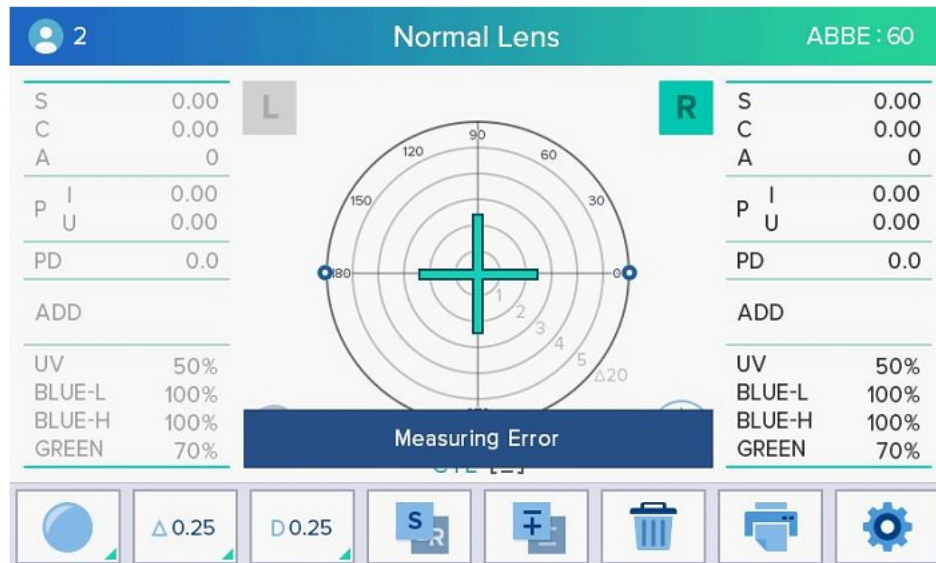 2
Normal Lens
ABBE : 60
S 0.00
C 0.00
A 0
P I 0.00
U 0.00
PD 0.0
ADD
UV 50%
BLUE-L 100%
BLUE-H 100%
GREEN 70%
L
R
90
120
60
150
30
180
0
1
2
3
4
5
△20
Measuring Error
S 0.00
C 0.00
A 0
P I 0.00
U 0.00
PD 0.0
ADD
UV 50%
BLUE-L 100%
BLUE-H 100%
GREEN 70%
△ 0.25
D 0.25
S
R